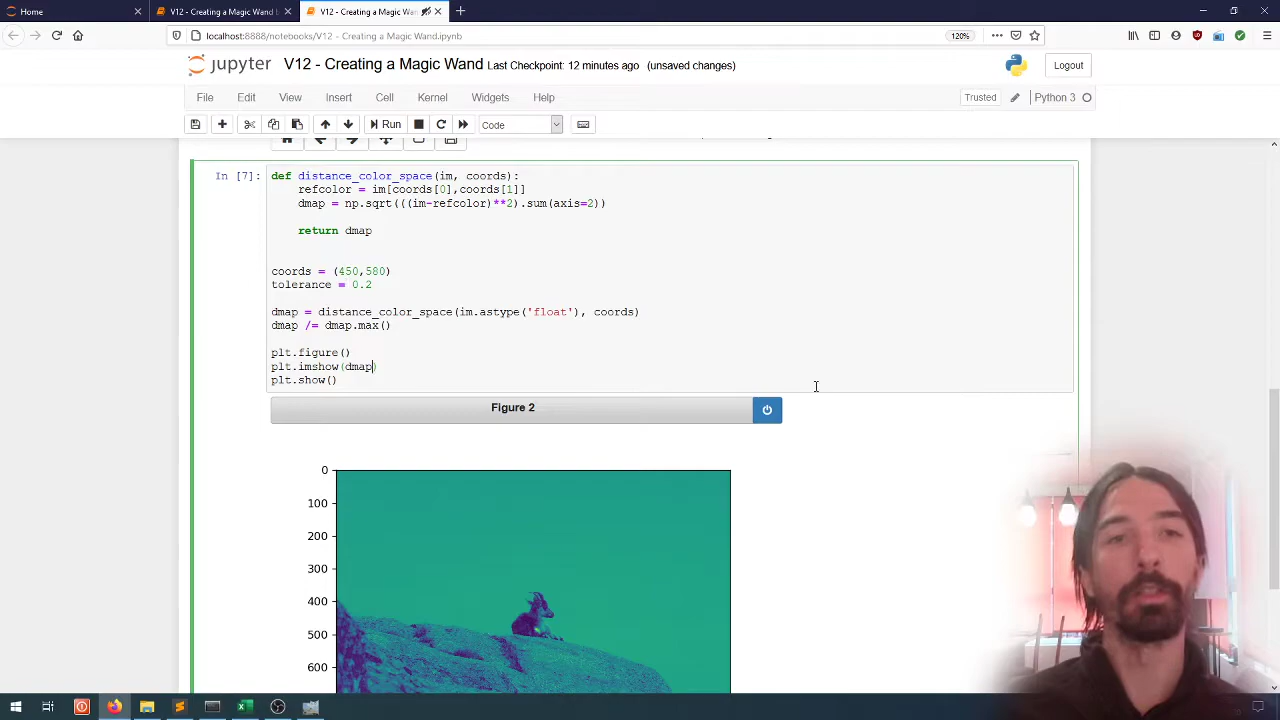 Home
V12 - Creating a Magic Wand b
V12 - Creating a Magic Wan
localhost:8888/notebooks/V12 - Creating a Magic Wand.ipynb
120%
jupyter V12 - Creating a Magic Wand Last Checkpoint: 12 minutes ago (unsaved changes)
Logout
File Edit View Insert Cell Kernel Widgets Help
Trusted
Python 3
Run
Code
In [7]:
def distance_color_space(im, coords):
refcolor = im[coords[0],coords[1]]
dmap = np.sqrt(((im-refcolor)**2).sum(axis=2))
return dmap
coords = (450,580)
tolerance = 0.2
dmap = distance_color_space(im.astype('float'), coords)
dmap /= dmap.max()
plt.figure()
plt.imshow(dmap)
plt.show()
Figure 2
0
100
200
300
400
500
600